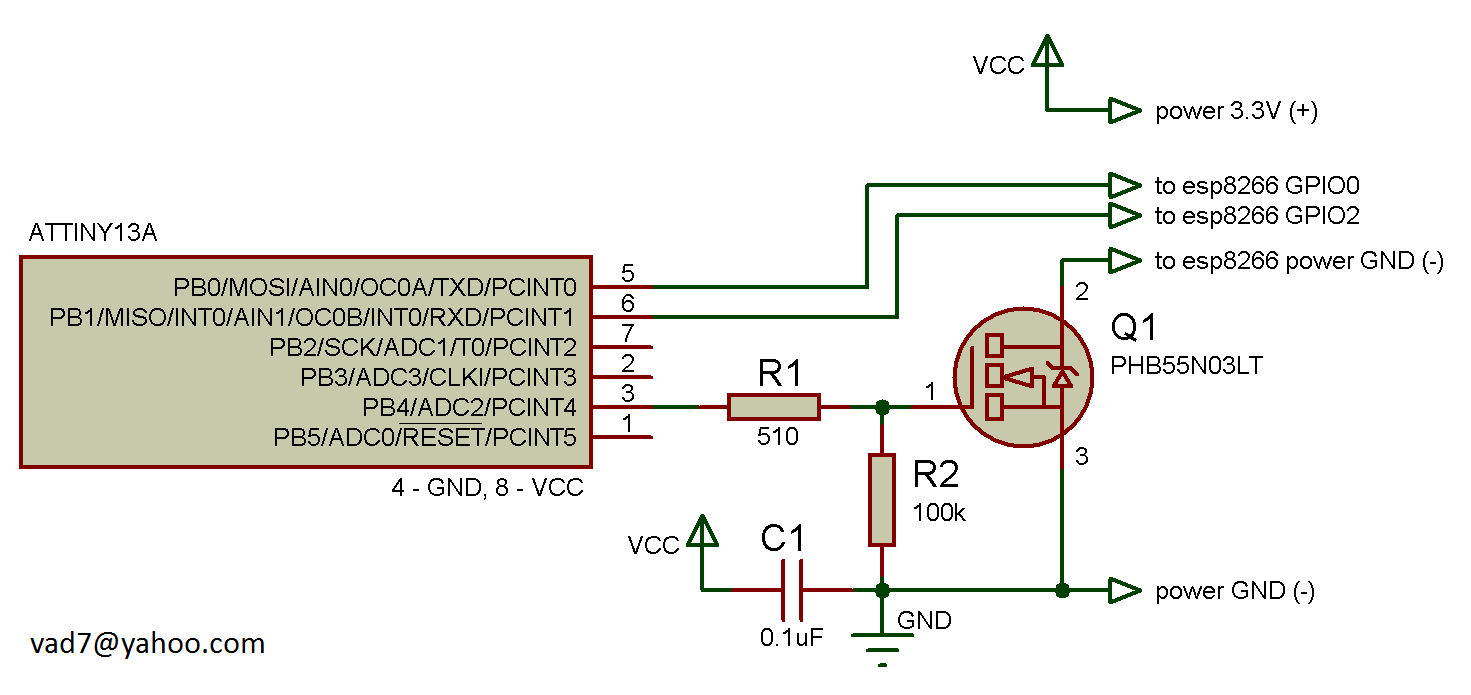 VCC
power 3.3V (+)
to esp8266 GPIO0
to esp8266 GPIO2
ATTINY13A
to esp8266 power GND (-)
PB0/MOSI/AIN0/OC0A/TXD/PCINT0 5
2
PB1/MISO/INT0/AIN1/OC0B/INT0/RXD/PCINT1 6
Q1
PB2/SCK/ADC1/T0/PCINT2 7
PHB55N03LT
PB3/ADC3/CLKI/PCINT3 2
R1
1
PB4/ADC2/PCINT4 3
510
PB5/ADC0/RESET/PCINT5 1
3
4 - GND, 8 - VCC
R2
100k
VCC
C1
power GND (-)
GND
0.1uF
vad7@yahoo.com